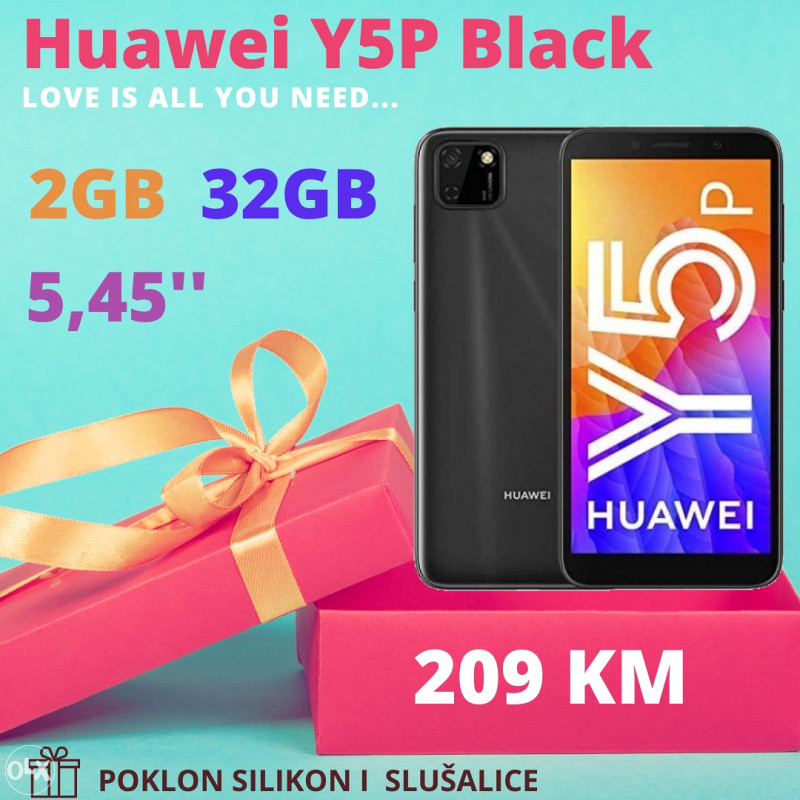 Huawei Y5P Black
LOVE IS ALL YOU NEED...
2GB 32GB
5,45''
HUAWEI
Y5P
HUAWEI
209 KM
OLX
POKLON SILIKON I SLUŠALICE